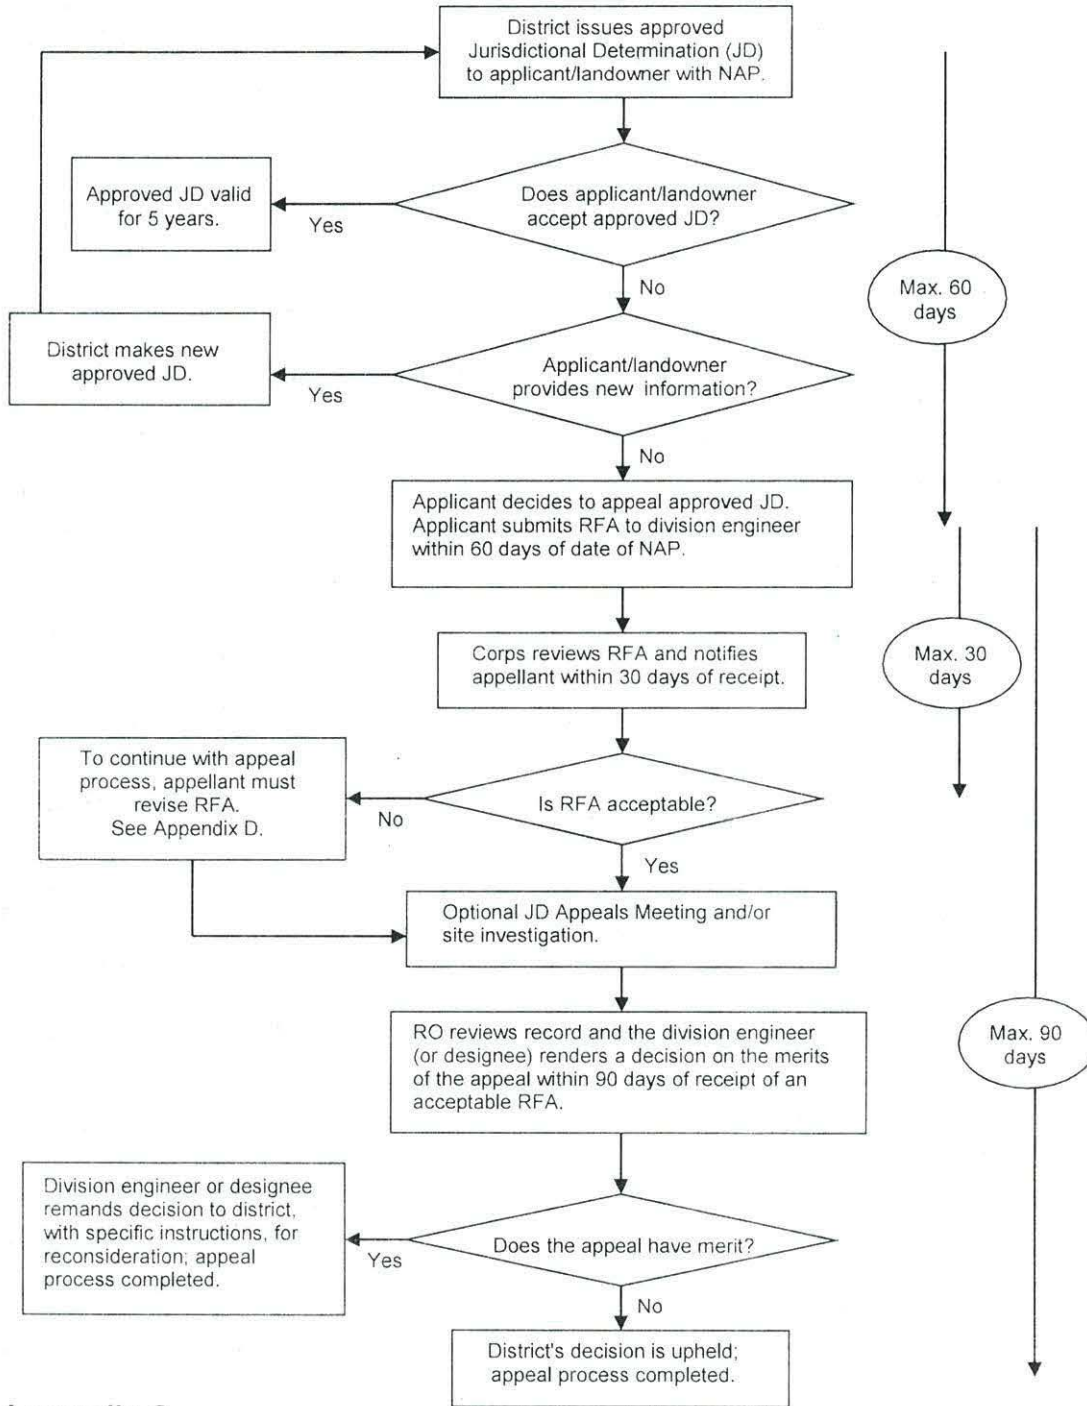 District issues approved
Jurisdictional Determination (JD)
to applicant/landowner with NAP.
Does applicant/landowner
accept approved JD?
Yes
Approved JD valid
for 5 years.
No
Max. 60
days
Applicant/landowner
provides new information?
Yes
District makes new
approved JD.
No
Applicant decides to appeal approved JD.
Applicant submits RFA to division engineer
within 60 days of date of NAP.
Corps reviews RFA and notifies
appellant within 30 days of receipt.
Max. 30
days
Is RFA acceptable?
No
To continue with appeal
process, appellant must
revise RFA.
See Appendix D.
Yes
Optional JD Appeals Meeting and/or
site investigation.
RO reviews record and the division engineer
(or designee) renders a decision on the merits
of the appeal within 90 days of receipt of an
acceptable RFA.
Max. 90
days
Does the appeal have merit?
Yes
Division engineer or designee
remands decision to district,
with specific instructions, for
reconsideration; appeal
process completed.
No
District's decision is upheld;
appeal process completed.